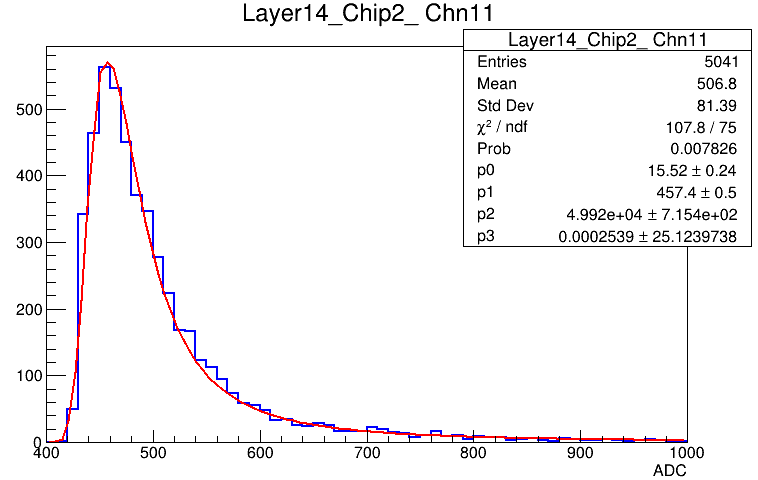 Layer14_Chip2_ Chn11
Layer14_Chip2_ Chn11
Entries 5041
Mean 506.8
Std Dev 81.39
χ² / ndf 107.8 / 75
Prob 0.007826
p0 15.52 ± 0.24
p1 457.4 ± 0.5
p2 4.992e+04 ± 7.154e+02
p3 0.0002539 ± 25.1239738
500
400
300
200
100
0
400 500 600 700 800 900 1000
ADC